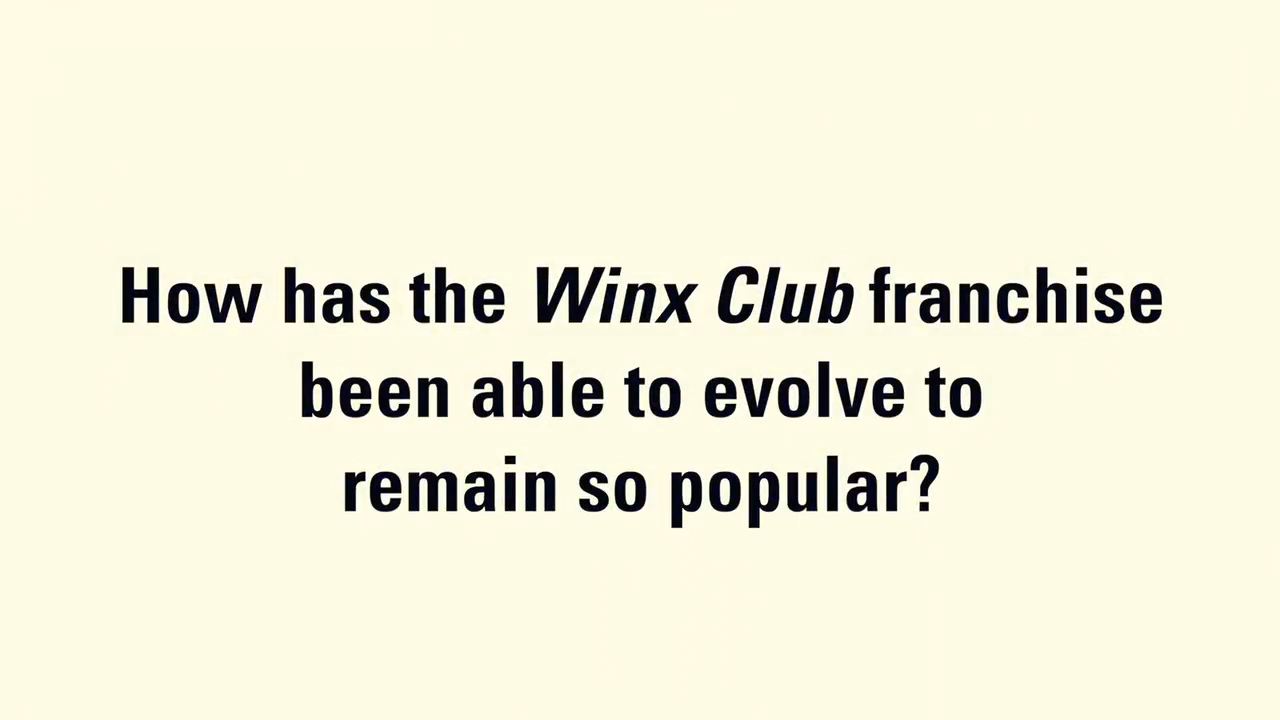 How has the Winx Club franchise
been able to evolve to
remain so popular?